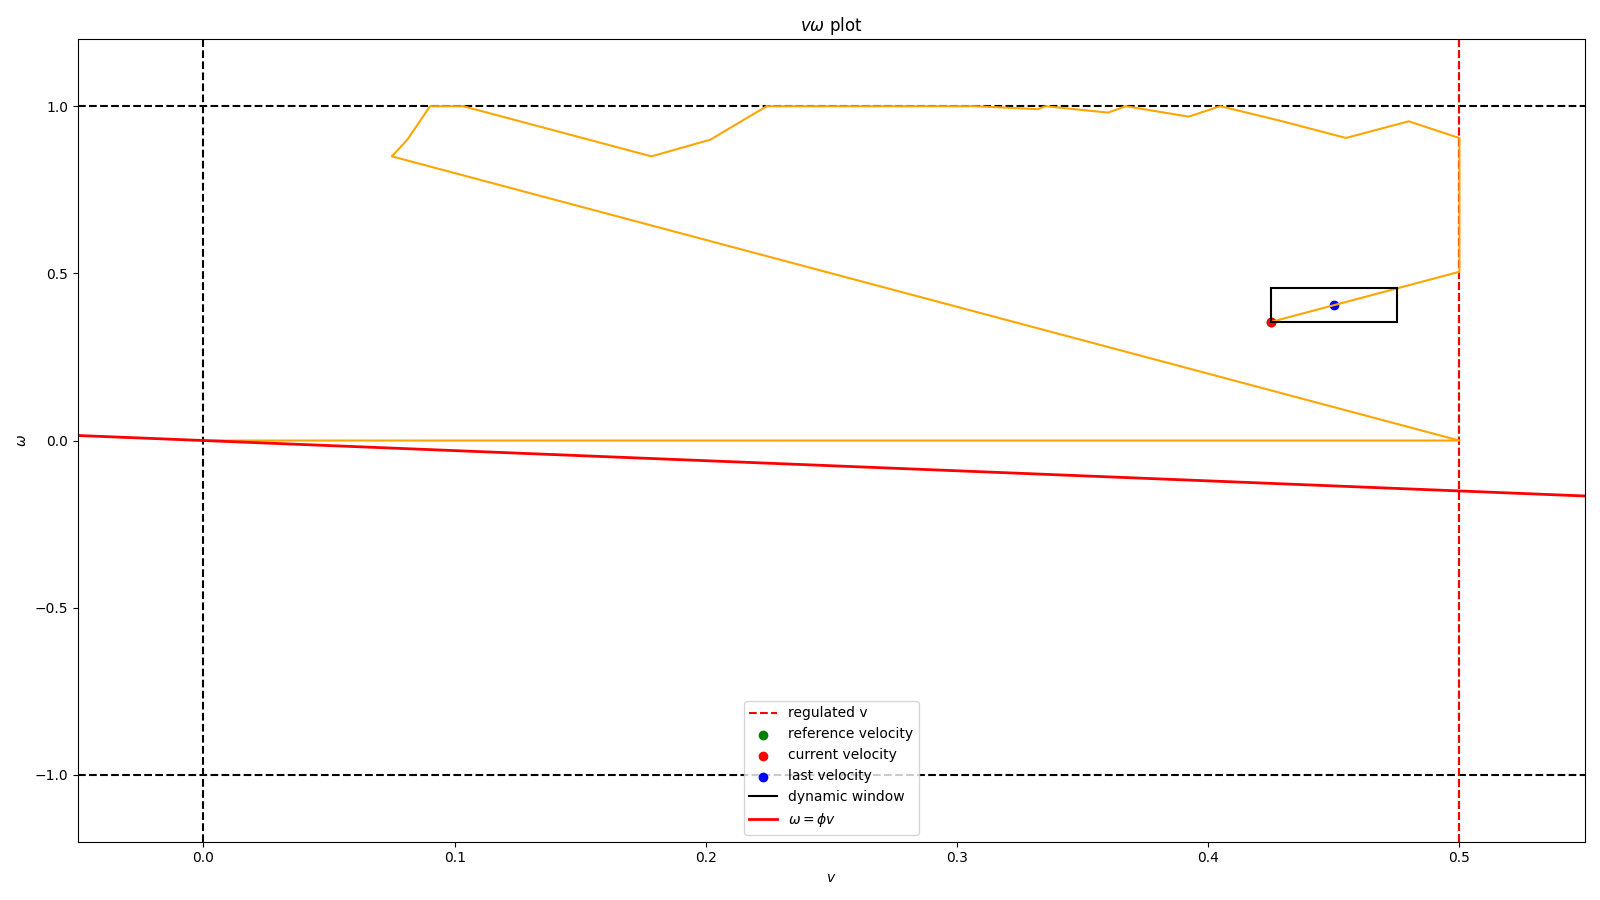 vω plot
1.0
0.5
0.0
−0.5
−1.0
ω
regulated v
reference velocity
current velocity
last velocity
dynamic window
ω = ϕv
0.0 0.1 0.2 0.3 0.4 0.5
v